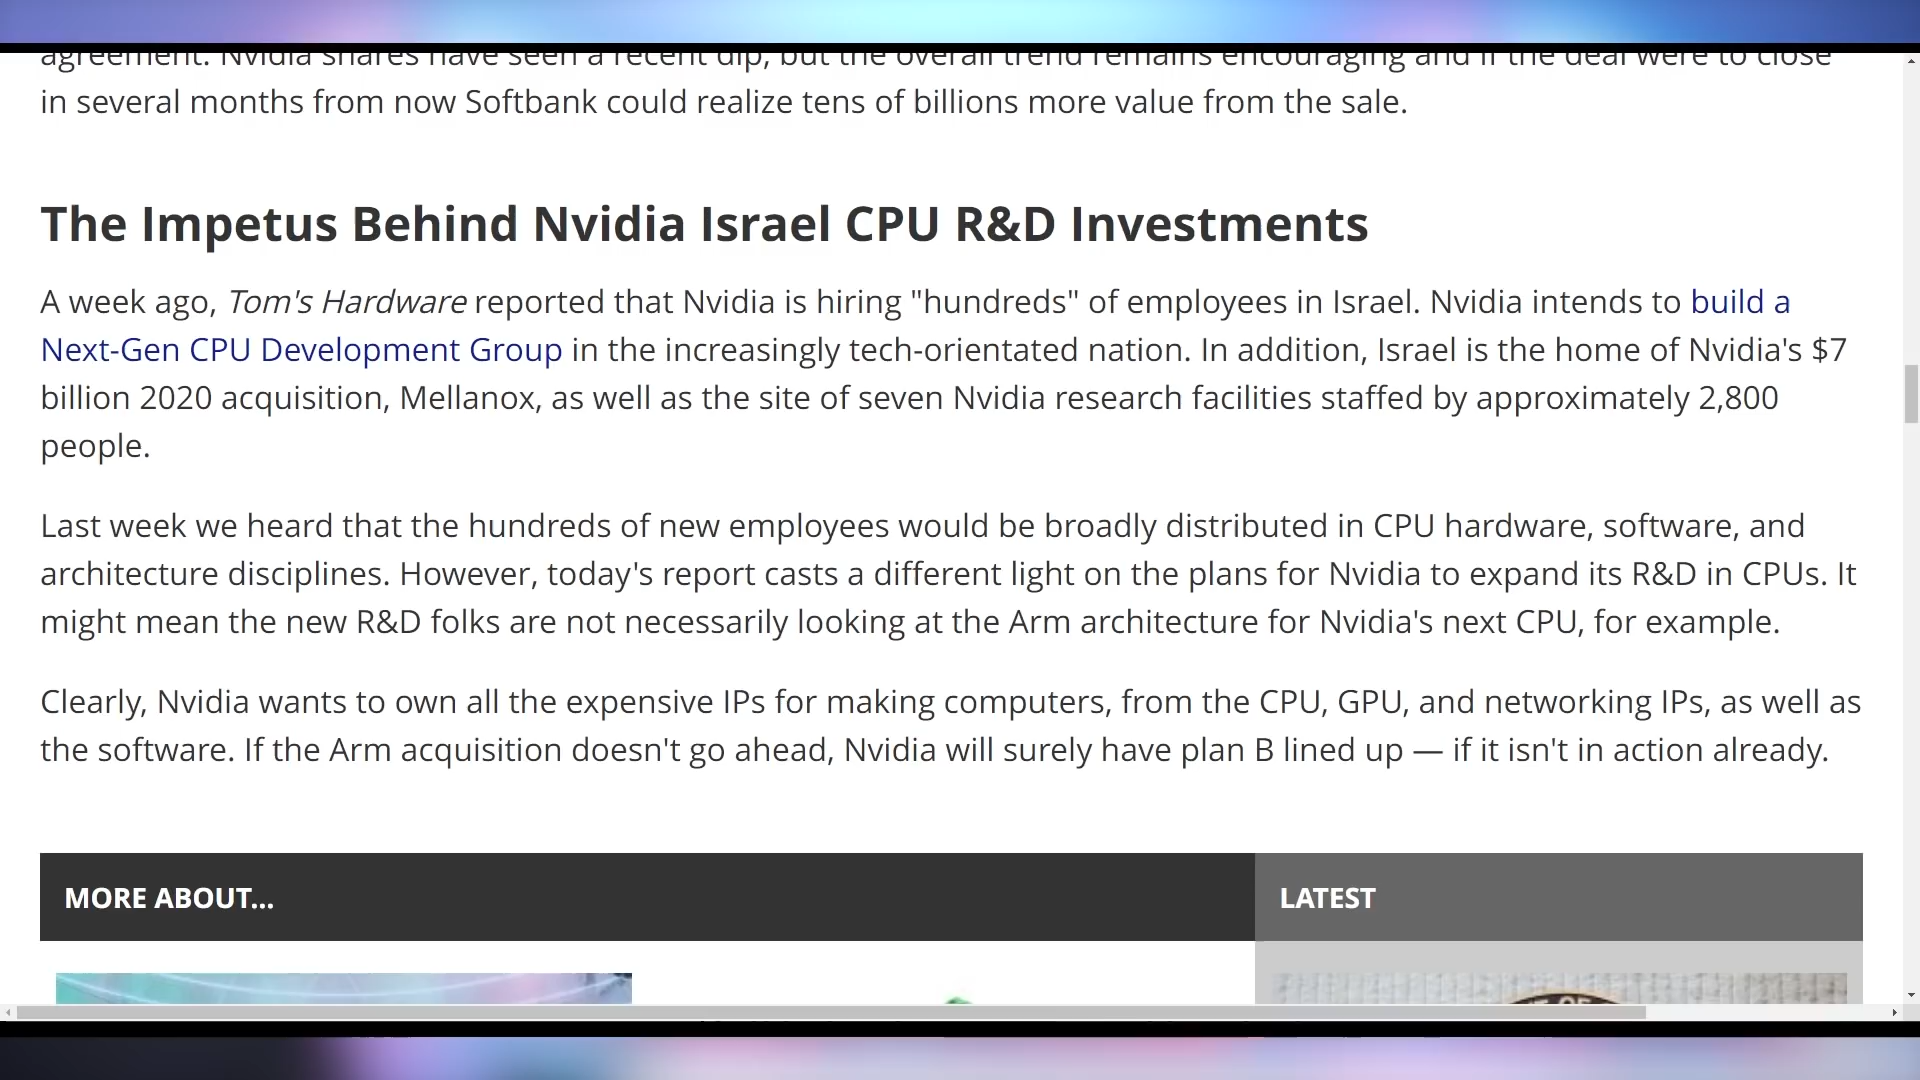 agreement. Nvidia shares have seen a recent dip, but the overall trend remains encouraging and if the deal were to close
in several months from now Softbank could realize tens of billions more value from the sale.
The Impetus Behind Nvidia Israel CPU R&D Investments
A week ago, Tom's Hardware reported that Nvidia is hiring "hundreds" of employees in Israel. Nvidia intends to build a
Next-Gen CPU Development Group in the increasingly tech-orientated nation. In addition, Israel is the home of Nvidia's $7
billion 2020 acquisition, Mellanox, as well as the site of seven Nvidia research facilities staffed by approximately 2,800
people.
Last week we heard that the hundreds of new employees would be broadly distributed in CPU hardware, software, and
architecture disciplines. However, today's report casts a different light on the plans for Nvidia to expand its R&D in CPUs. It
might mean the new R&D folks are not necessarily looking at the Arm architecture for Nvidia's next CPU, for example.
Clearly, Nvidia wants to own all the expensive IPs for making computers, from the CPU, GPU, and networking IPs, as well as
the software. If the Arm acquisition doesn't go ahead, Nvidia will surely have plan B lined up — if it isn't in action already.
MORE ABOUT...
LATEST